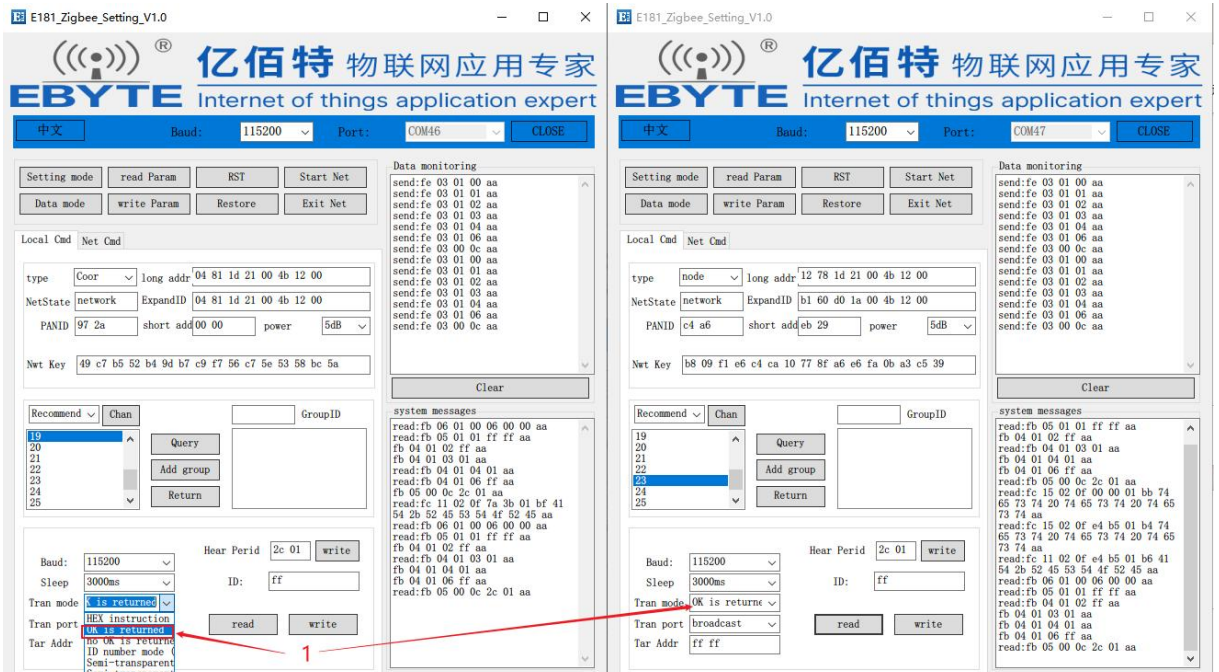 E181_Zigbee_Setting_V1.0
®
亿佰特 物联网应用专家
EBYTE Internet of things application expert
中文 Baud: 115200 Port: COM46 CLOSE
Setting mode read Param RST Start Net
Data mode write Param Restore Exit Net
Local Cmd Net Cmd
type Coor long addr 04 81 1d 21 00 4b 12 00
NetState network ExpandID 04 81 1d 21 00 4b 12 00
PANID 97 2a short add 00 00 power 5dB
Nwt Key 49 c7 b5 52 b4 9d b7 c9 f7 56 c7 5e 53 58 bc 5a
Recommend Chan GroupID
19
20
21
22
23
24
25
Query
Add group
Return
Baud: 115200 Hear Perid 2c 01 write
Sleep 3000ms ID: ff
Tran mode is returned
HEX instruction
Tran port OK is returned read write
no OK is returne
Tar Addr ID number mode (
Semi-transparent
1
Data monitoring
send:fe 03 01 00 aa
send:fe 03 01 01 aa
send:fe 03 01 02 aa
send:fe 03 01 03 aa
send:fe 03 01 04 aa
send:fe 03 01 06 aa
send:fe 03 00 0c aa
send:fe 03 01 00 aa
send:fe 03 01 01 aa
send:fe 03 01 02 aa
send:fe 03 01 03 aa
send:fe 03 01 04 aa
send:fe 03 01 06 aa
send:fe 03 00 0c aa
Clear
system messages
read:fb 06 01 00 06 00 00 aa
read:fb 05 01 01 ff ff aa
fb 04 01 02 ff aa
fb 04 01 03 01 aa
read:fb 04 01 04 01 aa
read:fb 04 01 06 ff aa
fb 05 00 0c 2c 01 aa
read:fc 11 02 0f 7a 3b 01 bf 41
54 2b 52 45 53 54 4f 52 45 aa
read:fb 06 01 00 06 00 00 aa
read:fb 05 01 01 ff ff aa
fb 04 01 02 ff aa
read:fb 04 01 03 01 aa
fb 04 01 04 01 aa
fb 04 01 06 ff aa
read:fb 05 00 0c 2c 01 aa
E181_Zigbee_Setting_V1.0
®
亿佰特 物联网应用专家
EBYTE Internet of things application expert
中文 Baud: 115200 Port: COM47 CLOSE
Setting mode read Param RST Start Net
Data mode write Param Restore Exit Net
Local Cmd Net Cmd
type node long addr 12 78 1d 21 00 4b 12 00
NetState network ExpandID b1 60 d0 1a 00 4b 12 00
PANID c4 a6 short add eb 29 power 5dB
Nwt Key b8 09 f1 e6 c4 ca 10 77 8f a6 e6 fa 0b a3 c5 39
Recommend Chan GroupID
19
20
21
22
23
24
25
Query
Add group
Return
Baud: 115200 Hear Perid 2c 01 write
Sleep 3000ms ID: ff
Tran mode OK is returne
Tran port broadcast read write
Tar Addr ff ff
Data monitoring
send:fe 03 01 00 aa
send:fe 03 01 01 aa
send:fe 03 01 02 aa
send:fe 03 01 03 aa
send:fe 03 01 04 aa
send:fe 03 01 06 aa
send:fe 03 00 0c aa
send:fe 03 01 00 aa
send:fe 03 01 01 aa
send:fe 03 01 02 aa
send:fe 03 01 03 aa
send:fe 03 01 04 aa
send:fe 03 01 06 aa
send:fe 03 00 0c aa
Clear
system messages
read:fb 05 01 01 ff ff aa
fb 04 01 02 ff aa
read:fb 04 01 03 01 aa
fb 04 01 04 01 aa
fb 04 01 06 ff aa
read:fb 05 00 0c 2c 01 aa
read:fc 15 02 0f 00 00 01 bb 74
65 73 74 20 74 65 73 74 20 74 65
73 74 aa
read:fc 15 02 0f e4 b5 01 b4 74
65 73 74 20 74 65 73 74 20 74 65
73 74 aa
read:fc 11 02 0f e4 b5 01 b6 41
54 2b 52 45 53 54 4f 52 45 aa
read:fb 06 01 00 06 00 00 aa
read:fb 05 01 01 ff ff aa
read:fb 04 01 02 ff aa
fb 04 01 03 01 aa
fb 04 01 04 01 aa
fb 04 01 06 ff aa
read:fb 05 00 0c 2c 01 aa